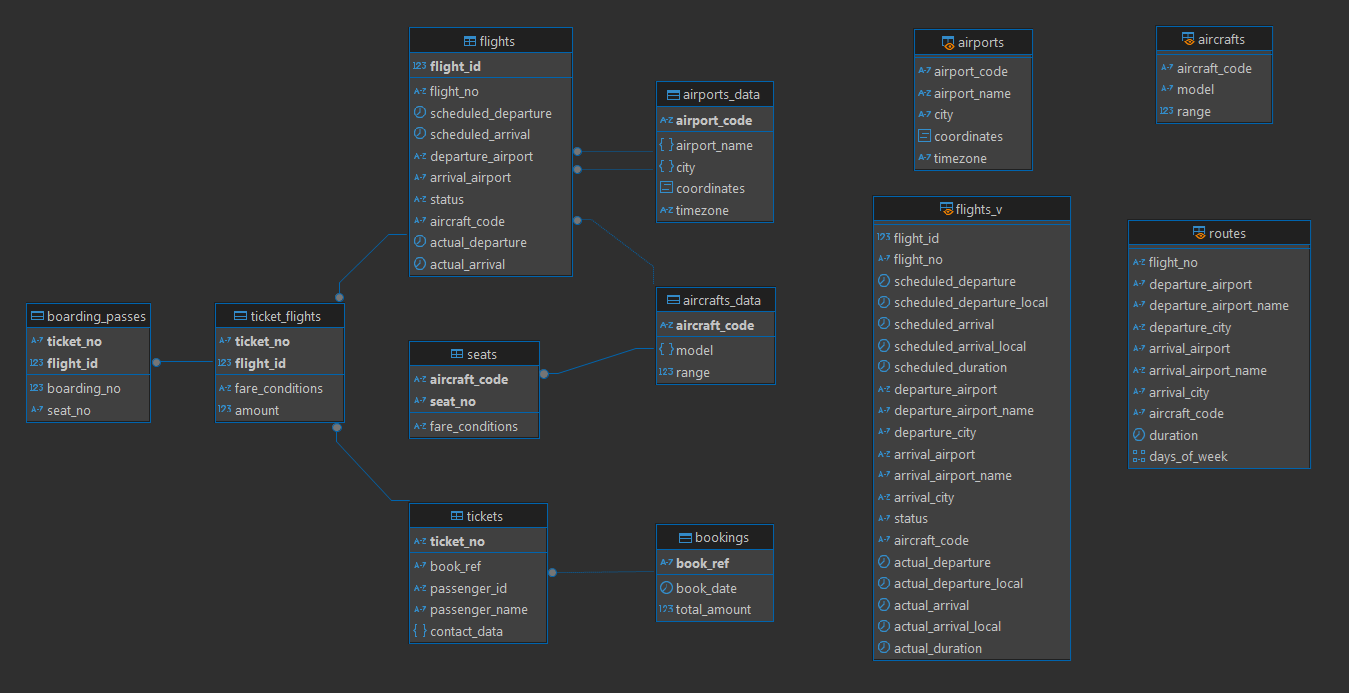 flights
123 flight_id
A-Z flight_no
scheduled_departure
scheduled_arrival
A-Z departure_airport
A-Z arrival_airport
A-Z status
A-Z aircraft_code
actual_departure
actual_arrival
airports_data
A-Z airport_code
{ } airport_name
{ } city
coordinates
A-Z timezone
airports
A-Z airport_code
A-Z airport_name
A-Z city
coordinates
A-Z timezone
aircrafts
A-Z aircraft_code
A-Z model
123 range
boarding_passes
A-Z ticket_no
123 flight_id
123 boarding_no
A-Z seat_no
ticket_flights
A-Z ticket_no
123 flight_id
A-Z fare_conditions
123 amount
seats
A-Z aircraft_code
A-Z seat_no
A-Z fare_conditions
aircrafts_data
A-Z aircraft_code
{ } model
123 range
tickets
A-Z ticket_no
A-Z book_ref
A-Z passenger_id
A-Z passenger_name
{ } contact_data
bookings
A-Z book_ref
book_date
123 total_amount
flights_v
123 flight_id
A-Z flight_no
scheduled_departure
scheduled_departure_local
scheduled_arrival
scheduled_arrival_local
scheduled_duration
A-Z departure_airport
A-Z departure_airport_name
A-Z departure_city
A-Z arrival_airport
A-Z arrival_airport_name
A-Z arrival_city
A-Z status
A-Z aircraft_code
actual_departure
actual_departure_local
actual_arrival
actual_arrival_local
actual_duration
routes
A-Z flight_no
A-Z departure_airport
A-Z departure_airport_name
A-Z departure_city
A-Z arrival_airport
A-Z arrival_airport_name
A-Z arrival_city
A-Z aircraft_code
duration
days_of_week